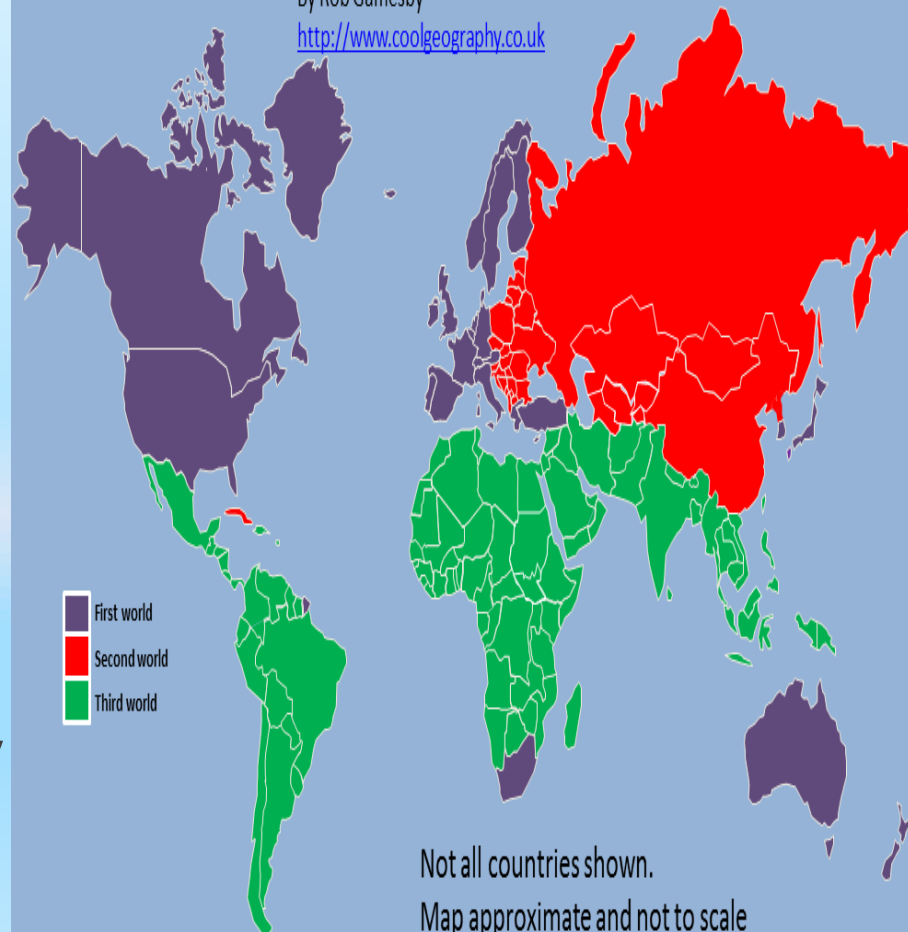 http://www.coolgeography.co.uk
First world
Second world
Third world
Not all countries shown.
Map approximate and not to scale